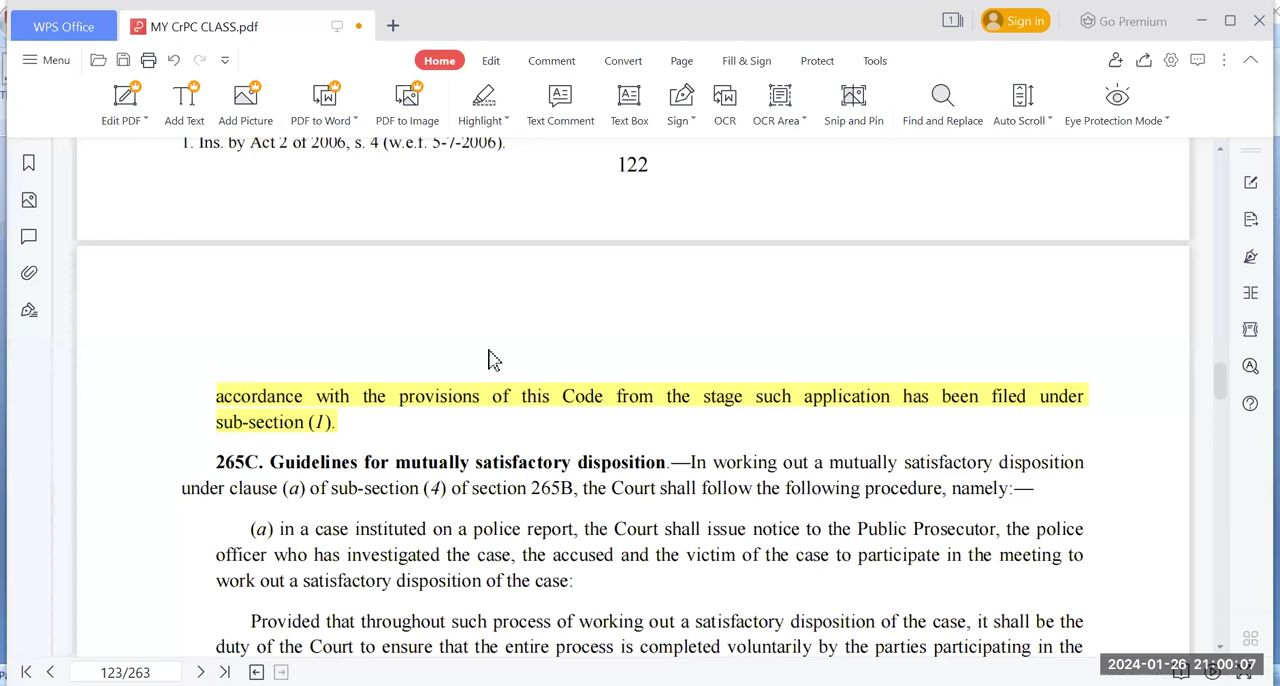 WPS Office
MY CrPC CLASS.pdf
1
Sign in
Go Premium
Menu
Home
Edit
Comment
Convert
Page
Fill & Sign
Protect
Tools
Edit PDF
Add Text
Add Picture
PDF to Word
PDF to Image
Highlight
Text Comment
Text Box
Sign
OCR
OCR Area
Snip and Pin
Find and Replace
Auto Scroll
Eye Protection Mode
1. Ins. by Act 2 of 2006, s. 4 (w.e.f. 5-7-2006).
122
accordance with the provisions of this Code from the stage such application has been filed under
sub-section (1).
265C. Guidelines for mutually satisfactory disposition.—In working out a mutually satisfactory disposition
under clause (a) of sub-section (4) of section 265B, the Court shall follow the following procedure, namely:—
(a) in a case instituted on a police report, the Court shall issue notice to the Public Prosecutor, the police
officer who has investigated the case, the accused and the victim of the case to participate in the meeting to
work out a satisfactory disposition of the case:
Provided that throughout such process of working out a satisfactory disposition of the case, it shall be the
duty of the Court to ensure that the entire process is completed voluntarily by the parties participating in the
123/263
2024-01-26 21:00:07